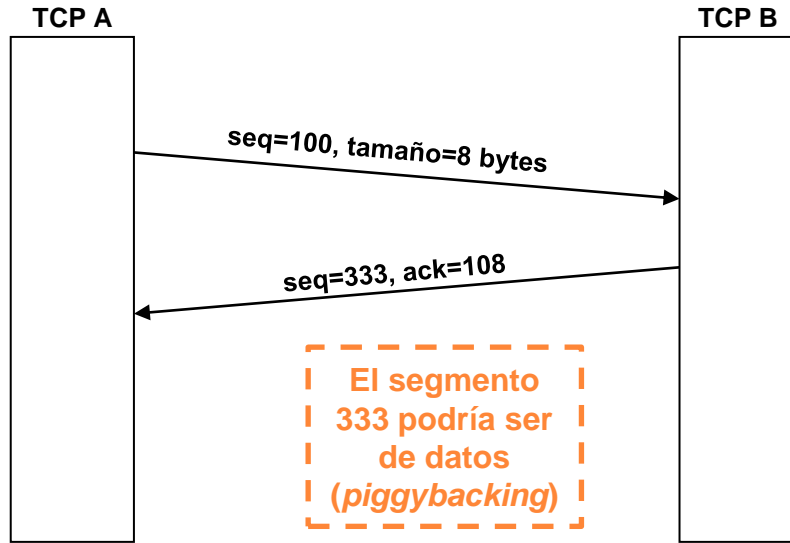 TCP A
TCP B
seq=100, tamaño=8 bytes
seq=333, ack=108
El segmento
333 podría ser
de datos
(piggybacking)